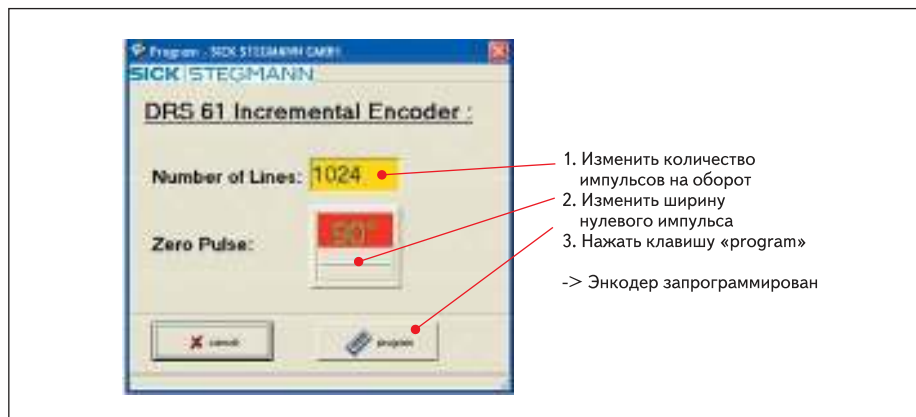 Program - SICK STEGMANN GMBH
SICK STEGMANN
DRS 61 Incremental Encoder :
Number of Lines: 1024
Zero Pulse: 90°
cancel
program
1. Изменить количество
импульсов на оборот
2. Изменить ширину
нулевого импульса
3. Нажать клавишу «program»
-> Энкодер запрограммирован